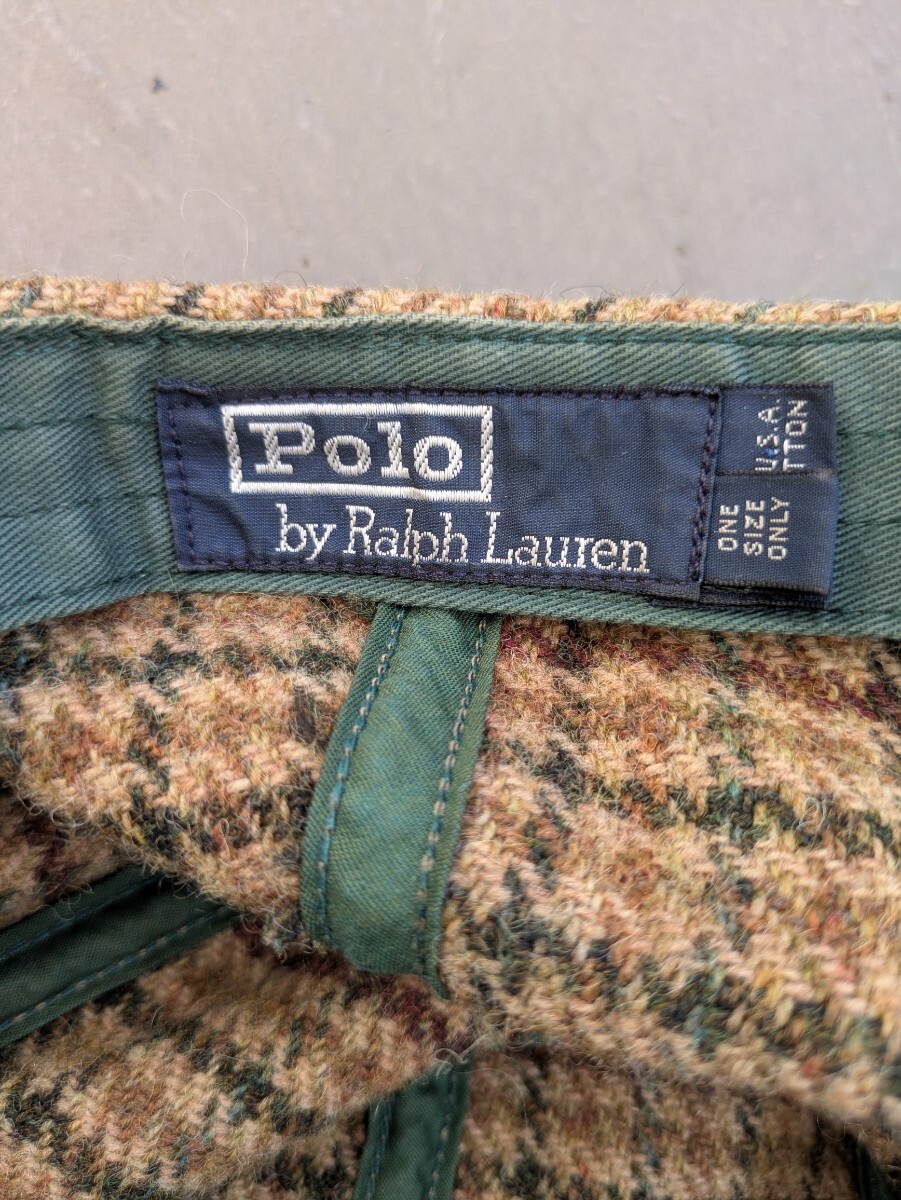 Polo
by Ralph Lauren
U.S.A.
TTON
ONE
SIZE
ONLY